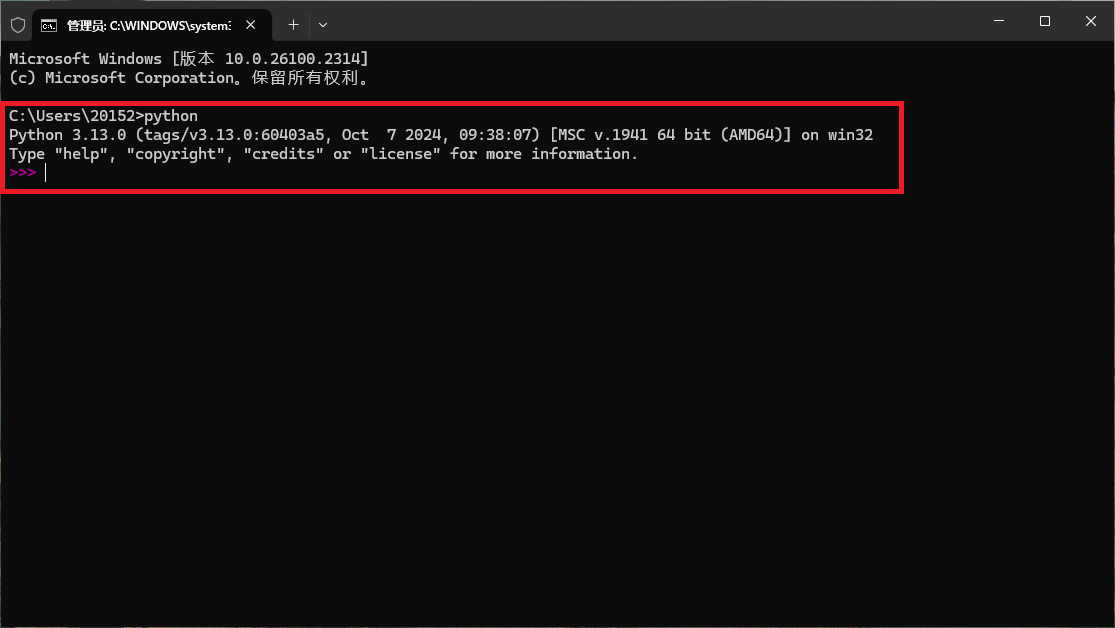 管理员: C:\WINDOWS\system3
Microsoft Windows [版本 10.0.26100.2314]
(c) Microsoft Corporation。保留所有权利。
C:\Users\20152>python
Python 3.13.0 (tags/v3.13.0:60403a5, Oct  7 2024, 09:38:07) [MSC v.1941 64 bit (AMD64)] on win32
Type "help", "copyright", "credits" or "license" for more information.
>>>